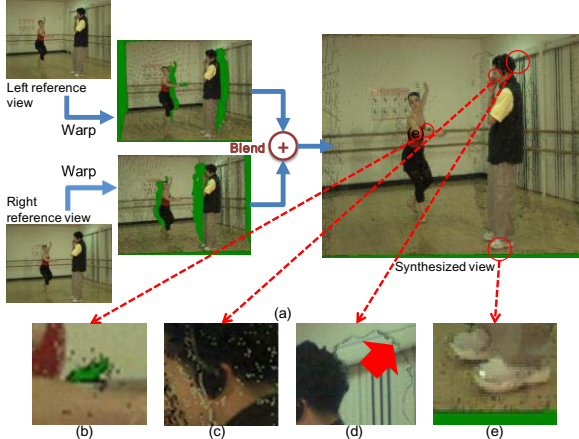 Left reference
view
Warp
Warp
Right
reference view
Blend
+
(e)
Synthesized view
(a)
(b)
(c)
(d)
(e)